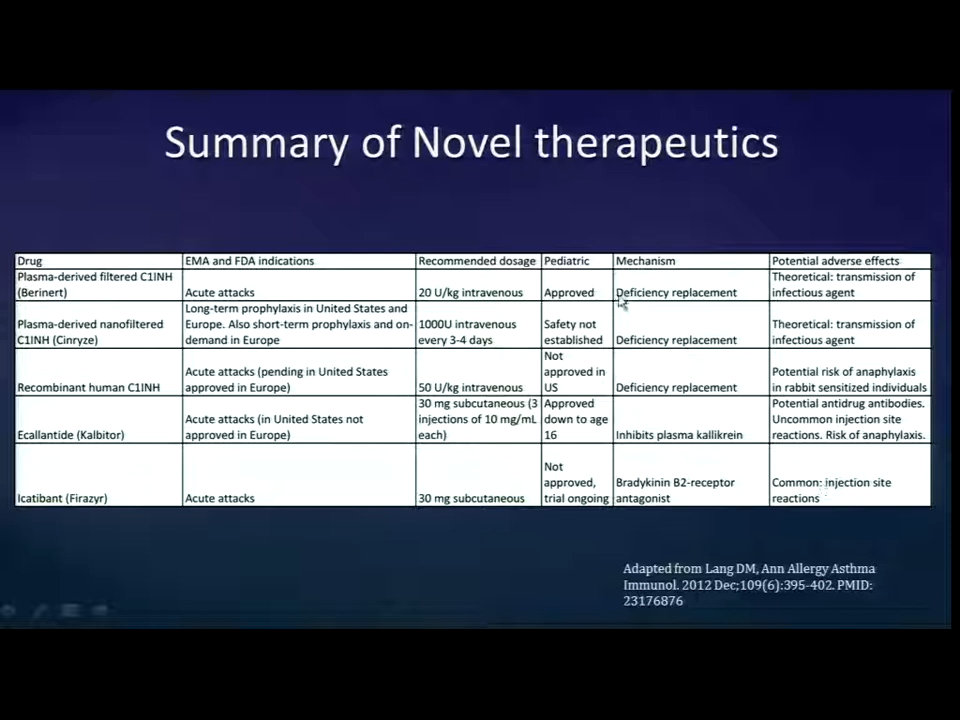 Summary of Novel therapeutics
Drug EMA and FDA indications Recommended dosage Pediatric Mechanism Potential adverse effects
Plasma-derived filtered C1INH
(Berinert)
Acute attacks
20 U/kg intravenous
Approved
Deficiency replacement
Theoretical: transmission of
infectious agent
Plasma-derived nanofiltered
C1INH (Cinryze)
Long-term prophylaxis in United States and
Europe. Also short-term prophylaxis and on-
demand in Europe
1000U intravenous
every 3-4 days
Safety not
established
Deficiency replacement
Theoretical: transmission of
infectious agent
Recombinant human C1INH
Acute attacks (pending in United States
approved in Europe)
50 U/kg intravenous
Not
approved in
US
Deficiency replacement
Potential risk of anaphylaxis
in rabbit sensitized individuals
Ecallantide (Kalbitor)
Acute attacks (in United States not
approved in Europe)
30 mg subcutaneous (3
injections of 10 mg/mL
each)
Approved
down to age
16
Inhibits plasma kallikrein
Potential antidrug antibodies.
Uncommon injection site
reactions. Risk of anaphylaxis.
Icatibant (Firazyr)
Acute attacks
30 mg subcutaneous
Not
approved,
trial ongoing
Bradykinin B2-receptor
antagonist
Common: injection site
reactions
Adapted from Lang DM, Ann Allergy Asthma
Immunol. 2012 Dec;109(6):395-402. PMID:
23176876